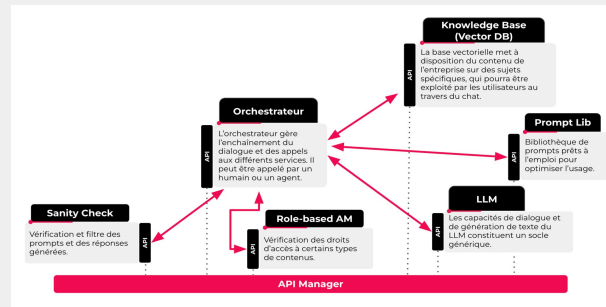 Knowledge Base
(Vector DB)
API
La base vectorielle met à
disposition du contenu de
l'entreprise sur des sujets
spécifiques, qui pourra être
exploité par les utilisateurs au
travers du chat.
Orchestrateur
API
L'orchestrateur gère
l'enchaînement du
dialogue et des appels
aux différents services. Il
peut être appelé par un
humain ou un agent.
Prompt Lib
API
Bibliothèque de
prompts prêts à
l'emploi pour
optimiser l'usage.
Sanity Check
Vérification et filtre des
prompts et des réponses
générées.
API
Role-based AM
API
Vérification des droits
d'accès à certains types
de contenus.
LLM
API
Les capacités de dialogue et
de génération de texte du
LLM constituent un socle
générique.
API Manager